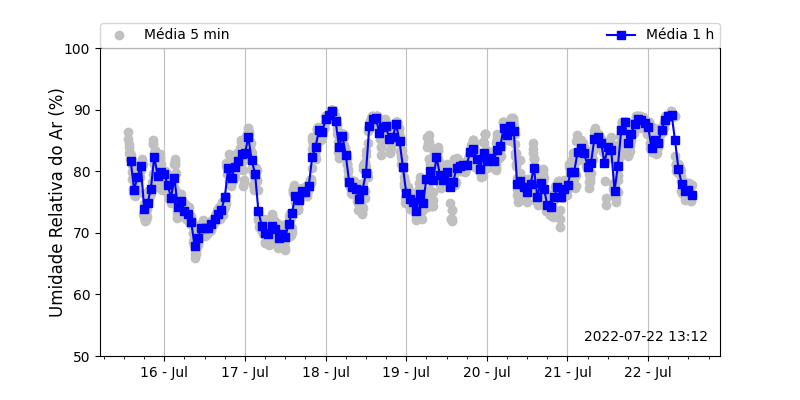 Média 5 min
Média 1 h
Umidade Relativa do Ar (%)
100
90
80
70
60
50
2022-07-22 13:12
16 - Jul
17 - Jul
18 - Jul
19 - Jul
20 - Jul
21 - Jul
22 - Jul